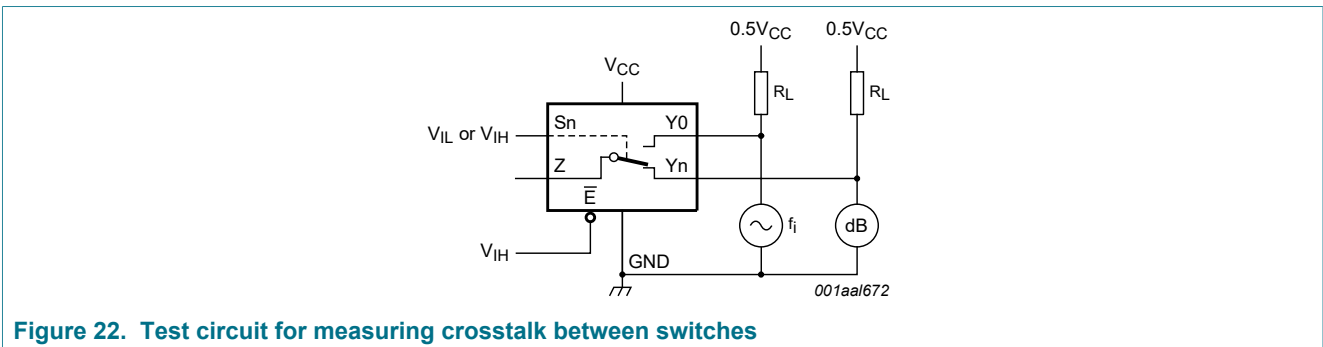 0.5VCC 0.5VCC
VCC
RL RL
Sn Y0
VIL or VIH
Z Yn
E
fi dB
VIH
GND
001aal672
Figure 22. Test circuit for measuring crosstalk between switches